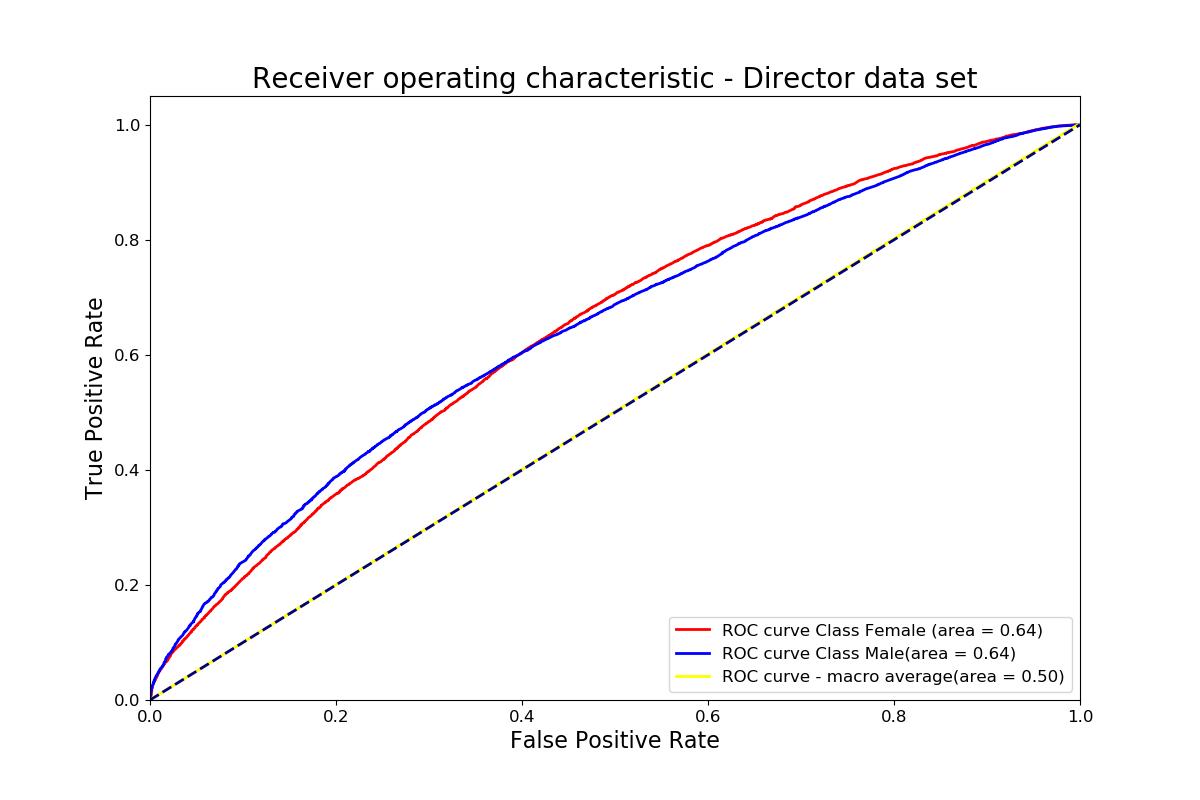 Receiver operating characteristic - Director data set
1.0
0.8
0.6
0.4
0.2
0.0
True Positive Rate
0.0 0.2 0.4 0.6 0.8 1.0
False Positive Rate
ROC curve Class Female (area = 0.64)
ROC curve Class Male(area = 0.64)
ROC curve - macro average(area = 0.50)